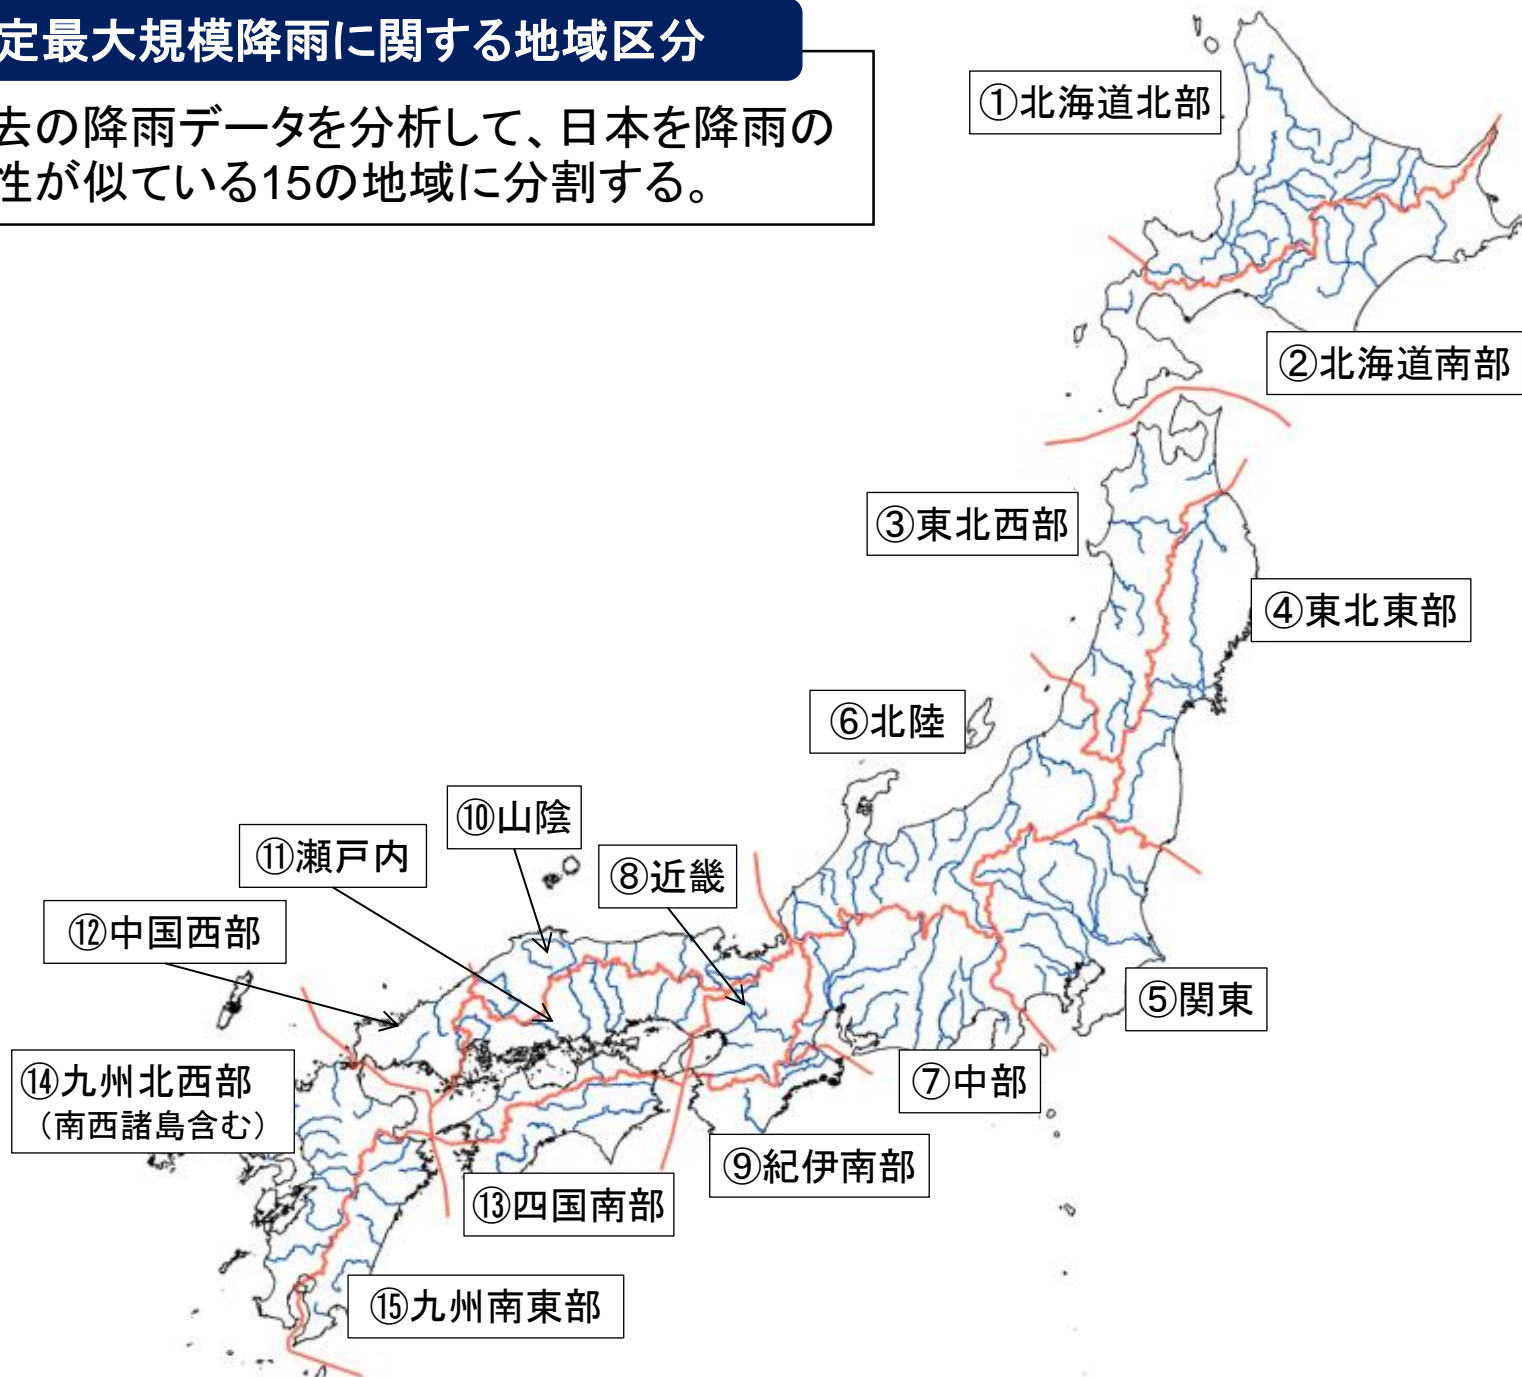 定最大規模降雨に関する地域区分
去の降雨データを分析して、日本を降雨の
性が似ている15の地域に分割する。
①北海道北部
②北海道南部
③東北西部
④東北東部
⑥北陸
⑩山陰
⑪瀬戸内
⑧近畿
⑫中国西部
⑤関東
⑭九州北西部
（南西諸島含む）
⑦中部
⑨紀伊南部
⑬四国南部
⑮九州南東部